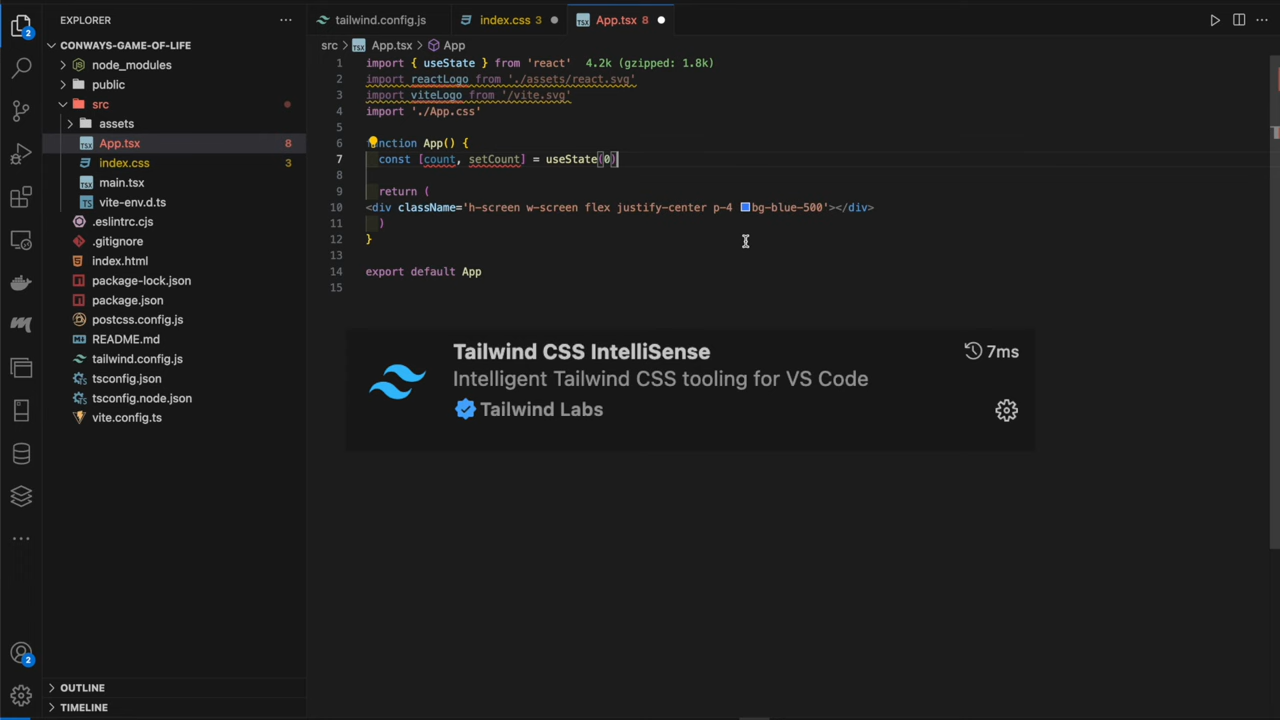 EXPLORER
CONWAYS-GAME-OF-LIFE
node_modules
public
src
assets
App.tsx 8
index.css 3
main.tsx
vite-env.d.ts
.eslintrc.cjs
.gitignore
index.html
package-lock.json
package.json
postcss.config.js
README.md
tailwind.config.js
tsconfig.json
tsconfig.node.json
vite.config.ts
OUTLINE
TIMELINE
2
2
tailwind.config.js
index.css 3
App.tsx 8
src > App.tsx > App
1 import { useState } from 'react' 4.2k (gzipped: 1.8k)
2 import reactLogo from './assets/react.svg'
3 import viteLogo from '/vite.svg'
4 import './App.css'
5
6 nction App() {
7 const [count, setCount] = useState(0)
8
9 return (
10 <div className='h-screen w-screen flex justify-center p-4 bg-blue-500'></div>
11 )
12 }
13
14 export default App
15
Tailwind CSS IntelliSense
7ms
Intelligent Tailwind CSS tooling for VS Code
Tailwind Labs